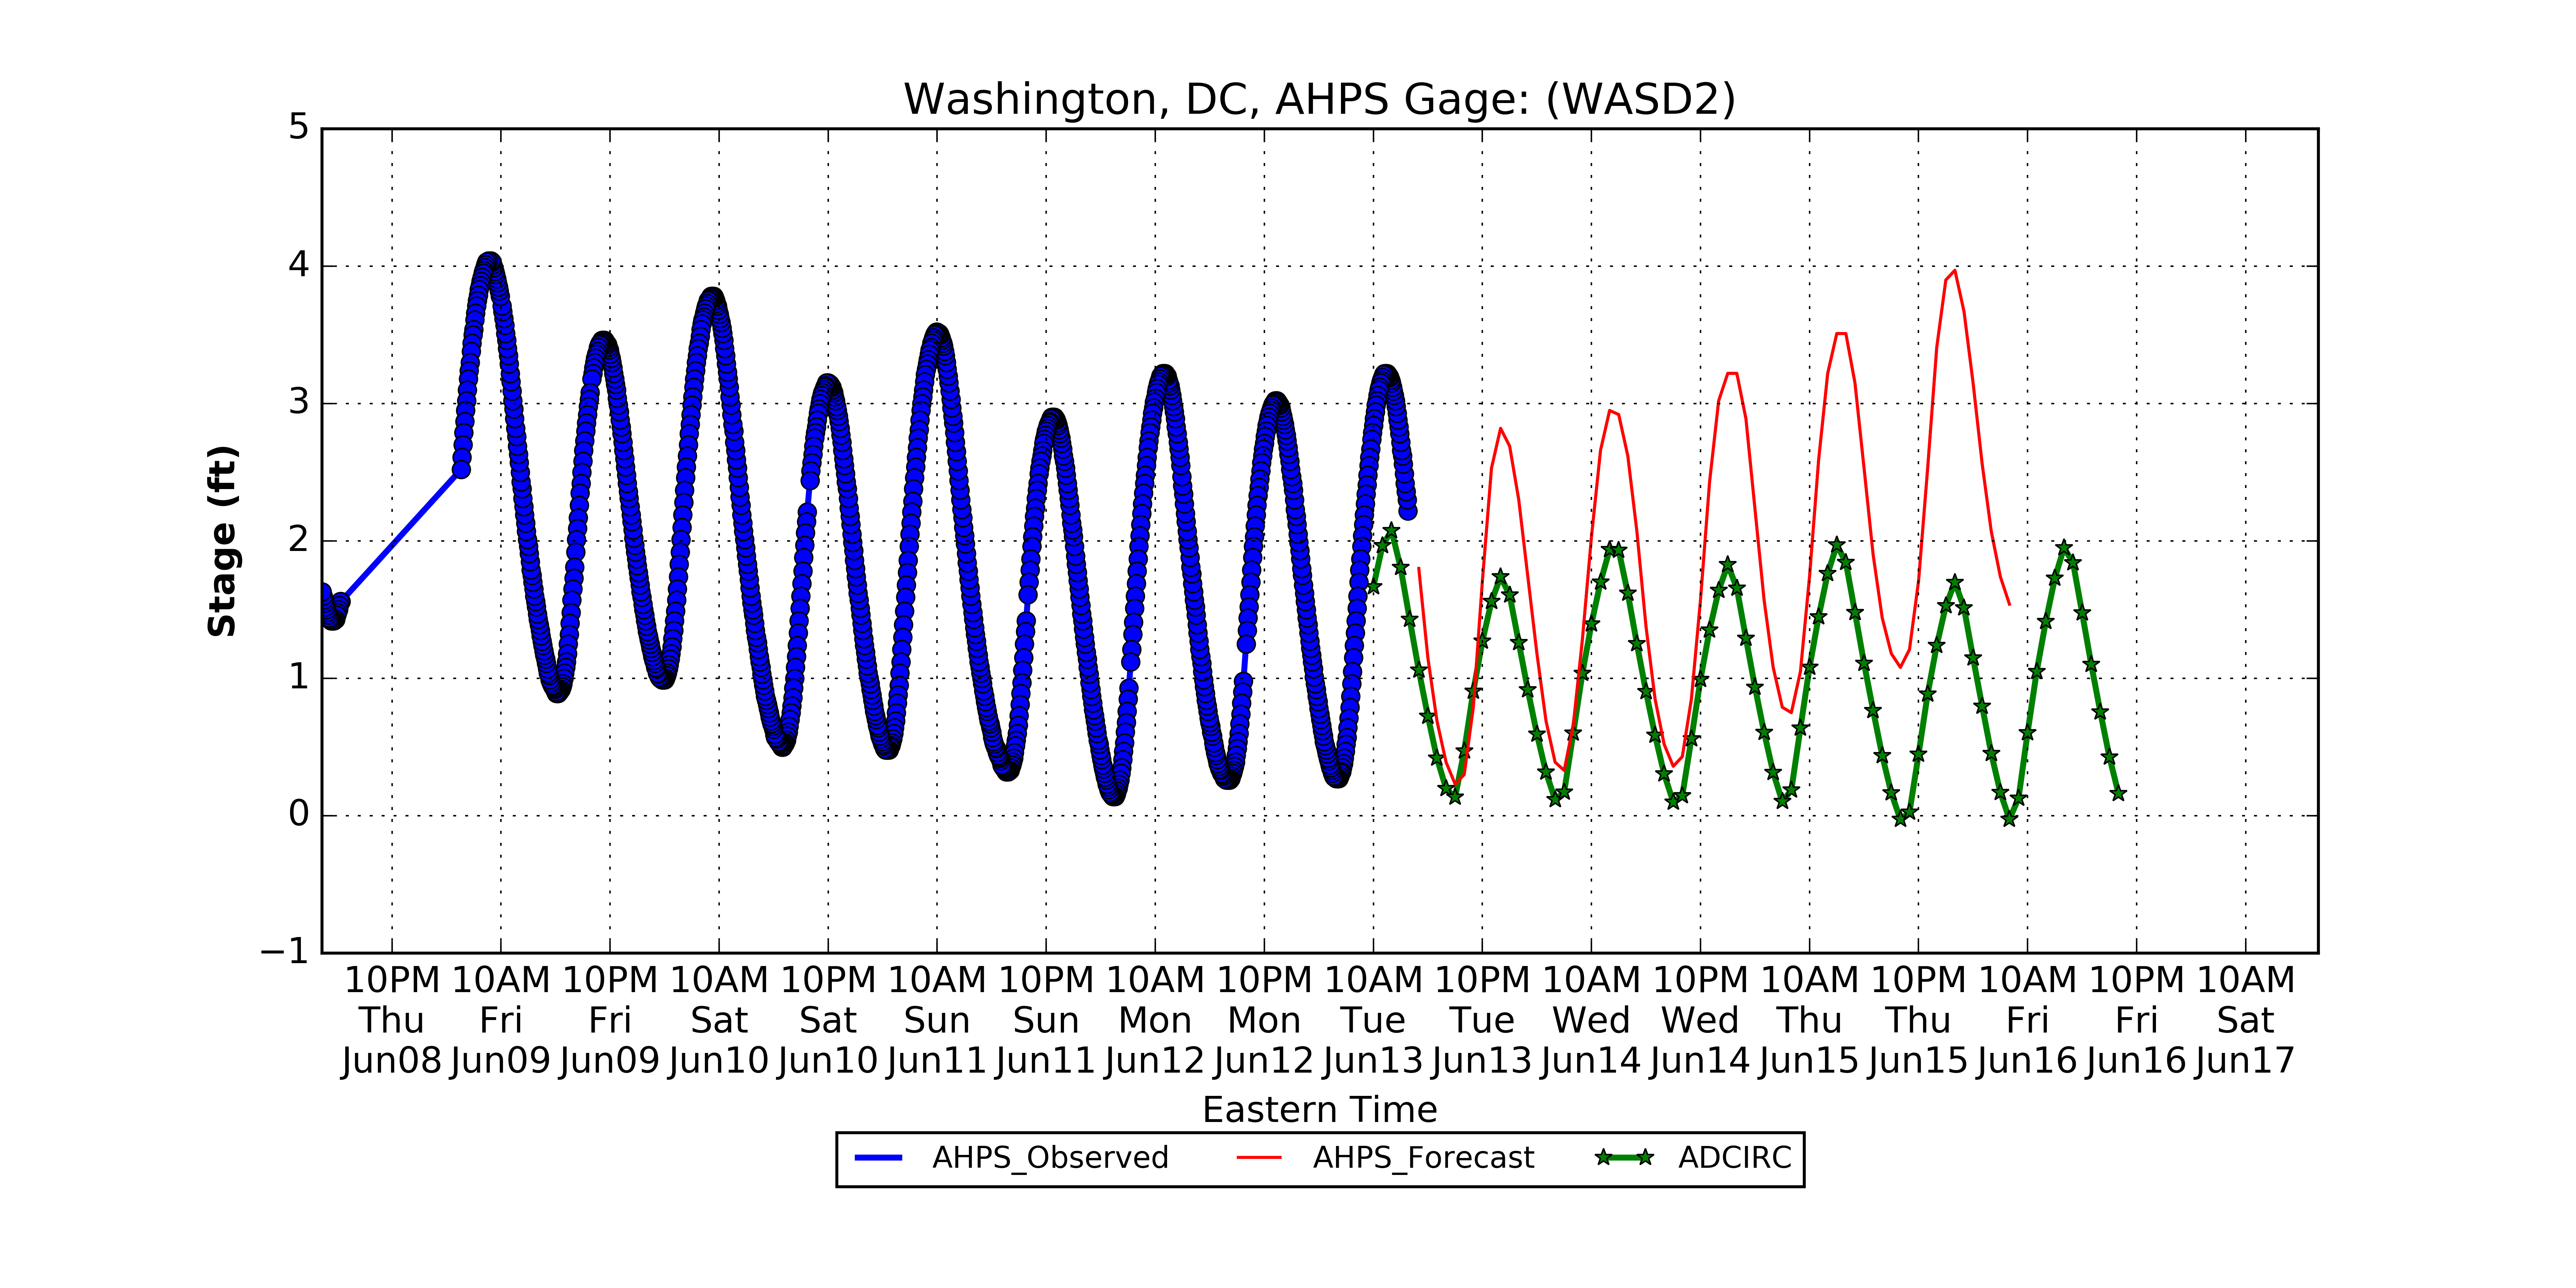 Washington, DC, AHPS Gage: (WASD2)
5
4
3
2
1
0
−1
Stage (ft)
10PM 10AM 10PM 10AM 10PM 10AM 10PM 10AM 10PM 10AM 10PM 10AM 10PM 10AM 10PM 10AM 10PM 10AM
Thu Fri Fri Sat Sat Sun Sun Mon Mon Tue Tue Wed Wed Thu Thu Fri Fri Sat
Jun08 Jun09 Jun09 Jun10 Jun10 Jun11 Jun11 Jun12 Jun12 Jun13 Jun13 Jun14 Jun14 Jun15 Jun15 Jun16 Jun16 Jun17
Eastern Time
AHPS_Observed AHPS_Forecast ADCIRC